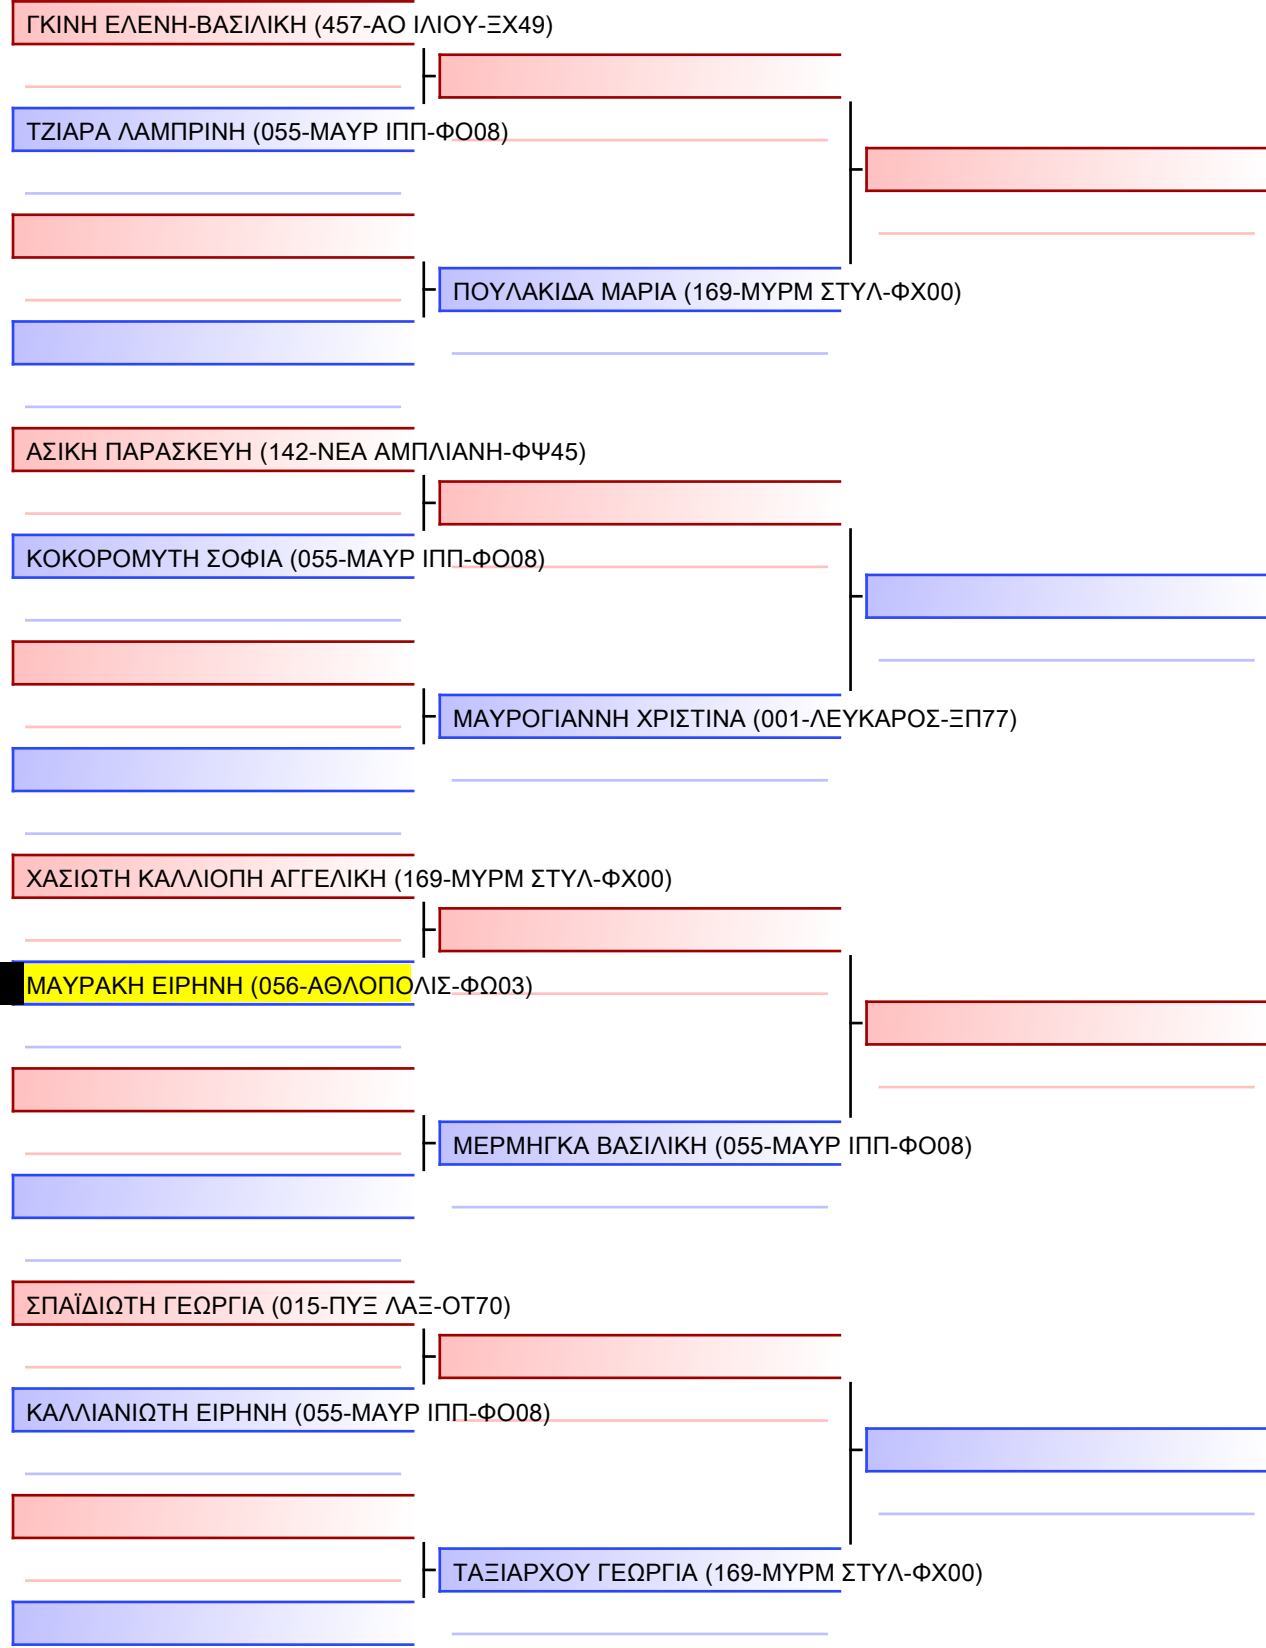 ΓΚΙΝΗ ΕΛΕΝΗ-ΒΑΣΙΛΙΚΗ (457-ΑΟ ΙΛΙΟΥ-ΞΧ49)
ΤΖΙΑΡΑ ΛΑΜΠΡΙΝΗ (055-ΜΑΥΡ ΙΠΠ-ΦΟ08)
ΠΟΥΛΑΚΙΔΑ ΜΑΡΙΑ (169-ΜΥΡΜ ΣΤΥΛ-ΦΧ00)
ΑΣΙΚΗ ΠΑΡΑΣΚΕΥΗ (142-ΝΕΑ ΑΜΠΛΙΑΝΗ-ΦΨ45)
ΚΟΚΟΡΟΜΥΤΗ ΣΟΦΙΑ (055-ΜΑΥΡ ΙΠΠ-ΦΟ08)
ΜΑΥΡΟΓΙΑΝΝΗ ΧΡΙΣΤΙΝΑ (001-ΛΕΥΚΑΡΟΣ-ΞΠ77)
ΧΑΣΙΩΤΗ ΚΑΛΛΙΟΠΗ ΑΓΓΕΛΙΚΗ (169-ΜΥΡΜ ΣΤΥΛ-ΦΧ00)
ΜΑΥΡΑΚΗ ΕΙΡΗΝΗ (056-ΑΘΛΟΠΟΛΙΣ-ΦΩ03)
ΜΕΡΜΗΓΚΑ ΒΑΣΙΛΙΚΗ (055-ΜΑΥΡ ΙΠΠ-ΦΟ08)
ΣΠΑΪΔΙΩΤΗ ΓΕΩΡΓΙΑ (015-ΠΥΞ ΛΑΞ-ΟΤ70)
ΚΑΛΛΙΑΝΙΩΤΗ ΕΙΡΗΝΗ (055-ΜΑΥΡ ΙΠΠ-ΦΟ08)
ΤΑΞΙΑΡΧΟΥ ΓΕΩΡΓΙΑ (169-ΜΥΡΜ ΣΤΥΛ-ΦΧ00)